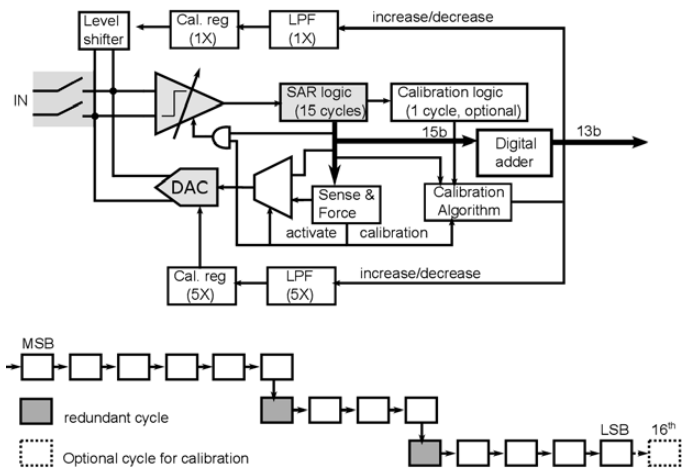 Level
shifter
Cal. reg
(1X)
LPF
(1X)
increase/decrease
IN
SAR logic
(15 cycles)
Calibration logic
(1 cycle, optional)
15b
Digital
adder
13b
DAC
Sense &
Force
Calibration
Algorithm
activate
calibration
Cal. reg
(5X)
LPF
(5X)
increase/decrease
MSB
redundant cycle
LSB
16th
Optional cycle for calibration